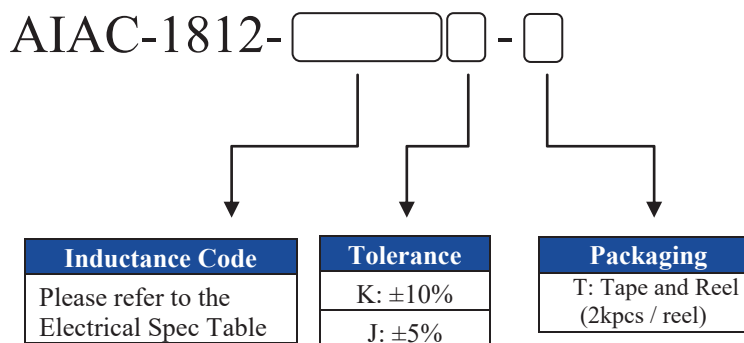 AIAC-1812- -
Inductance Code
Please refer to the
Electrical Spec Table
Tolerance
K: ±10%
J: ±5%
Packaging
T: Tape and Reel
(2kpcs / reel)